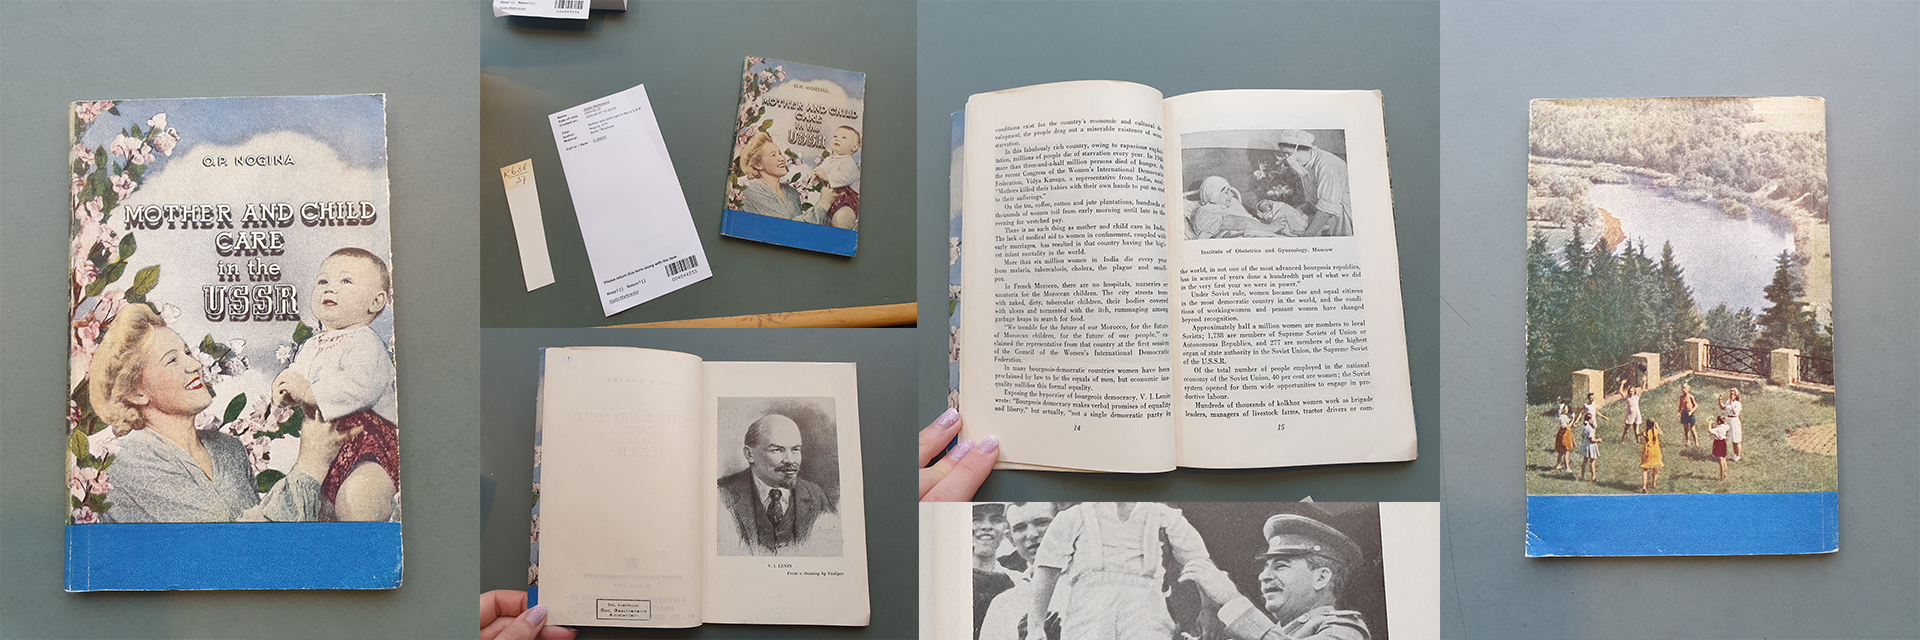 O.P. NOGINA
MOTHER AND CHILD
CARE
in the
USSR
004544233
O.P. NOGINA
MOTHER AND CHILD
CARE
in the
USSR
Please return this form along with the item
004544233
V. I. LENIN
From a drawing by Vasilyev
Int. Instituut
Soc. Geschiedenis
Amsterdam
conditions exist for the country's economic and cultural de-
velopment, the people drag out a miserable existence of semi-
starvation.
In this fabulously rich country, owing to rapacious exploi-
tation, millions of people die of starvation every year. In
more than three-and-a-half million persons died of hunger. At
the recent Congress of the Women's International Democratic
Federation, Vidya Kanuga, a representative from India, said:
"Mothers killed their babies with their own hands to put an end
to their sufferings."
On the tea, coffee, cotton and jute plantations, hundreds of
thousands of women toil from early morning until late in the
evening for wretched pay.
There is no such thing as mother and child care in India.
The lack of medical aid to women in confinement, coupled with
early marriages, has resulted in that country having the high-
est infant mortality in the world.
More than six million women in India die every year
from malaria, tuberculosis, cholera, the plague and small-
pox.
In French Morocco, there are no hospitals, nurseries or
sanatoria for the Moroccan children. The city streets teem
with naked, dirty, tubercular children, their bodies covered
with ulcers and tormented with the itch, rummaging among
garbage heaps in search for food.
"We tremble for the future of our Morocco, for the future
of Moroccan children, for the future of our people," ex-
claimed the representative from that country at the first session
of the Council of the Women's International Democratic
Federation.
In many bourgeois-democratic countries women have been
proclaimed by law to be the equals of men, but economic ine-
quality nullifies this formal equality.
Exposing the hypocrisy of bourgeois democracy, V. I. Lenin
wrote: "Bourgeois democracy makes verbal promises of equality
and liberty," but actually, "not a single democratic party in
14
Institute of Obstetrics and Gynecology, Moscow
the world, in not one of the most advanced bourgeois republics,
has in scores of years done a hundredth part of what we did
in the very first year we were in power."
Under Soviet rule, women became free and equal citizens
in the most democratic country in the world, and the condi-
tions of workingwomen and peasant women have changed
beyond recognition.
Approximately half a million women are members to local
Soviets; 1,738 are members of Supreme Soviets of Union or
Autonomous Republics, and 277 are members of the highest
organ of state authority in the Soviet Union, the Supreme Soviet
of the U.S.S.R.
Of the total number of people employed in the national
economy of the Soviet Union, 40 per cent are women; the Soviet
system opened for them wide opportunities to engage in pro-
ductive labour.
Hundreds of thousands of kolkhoz women work as brigade
leaders, managers of livestock farms, tractor drivers or com-
15